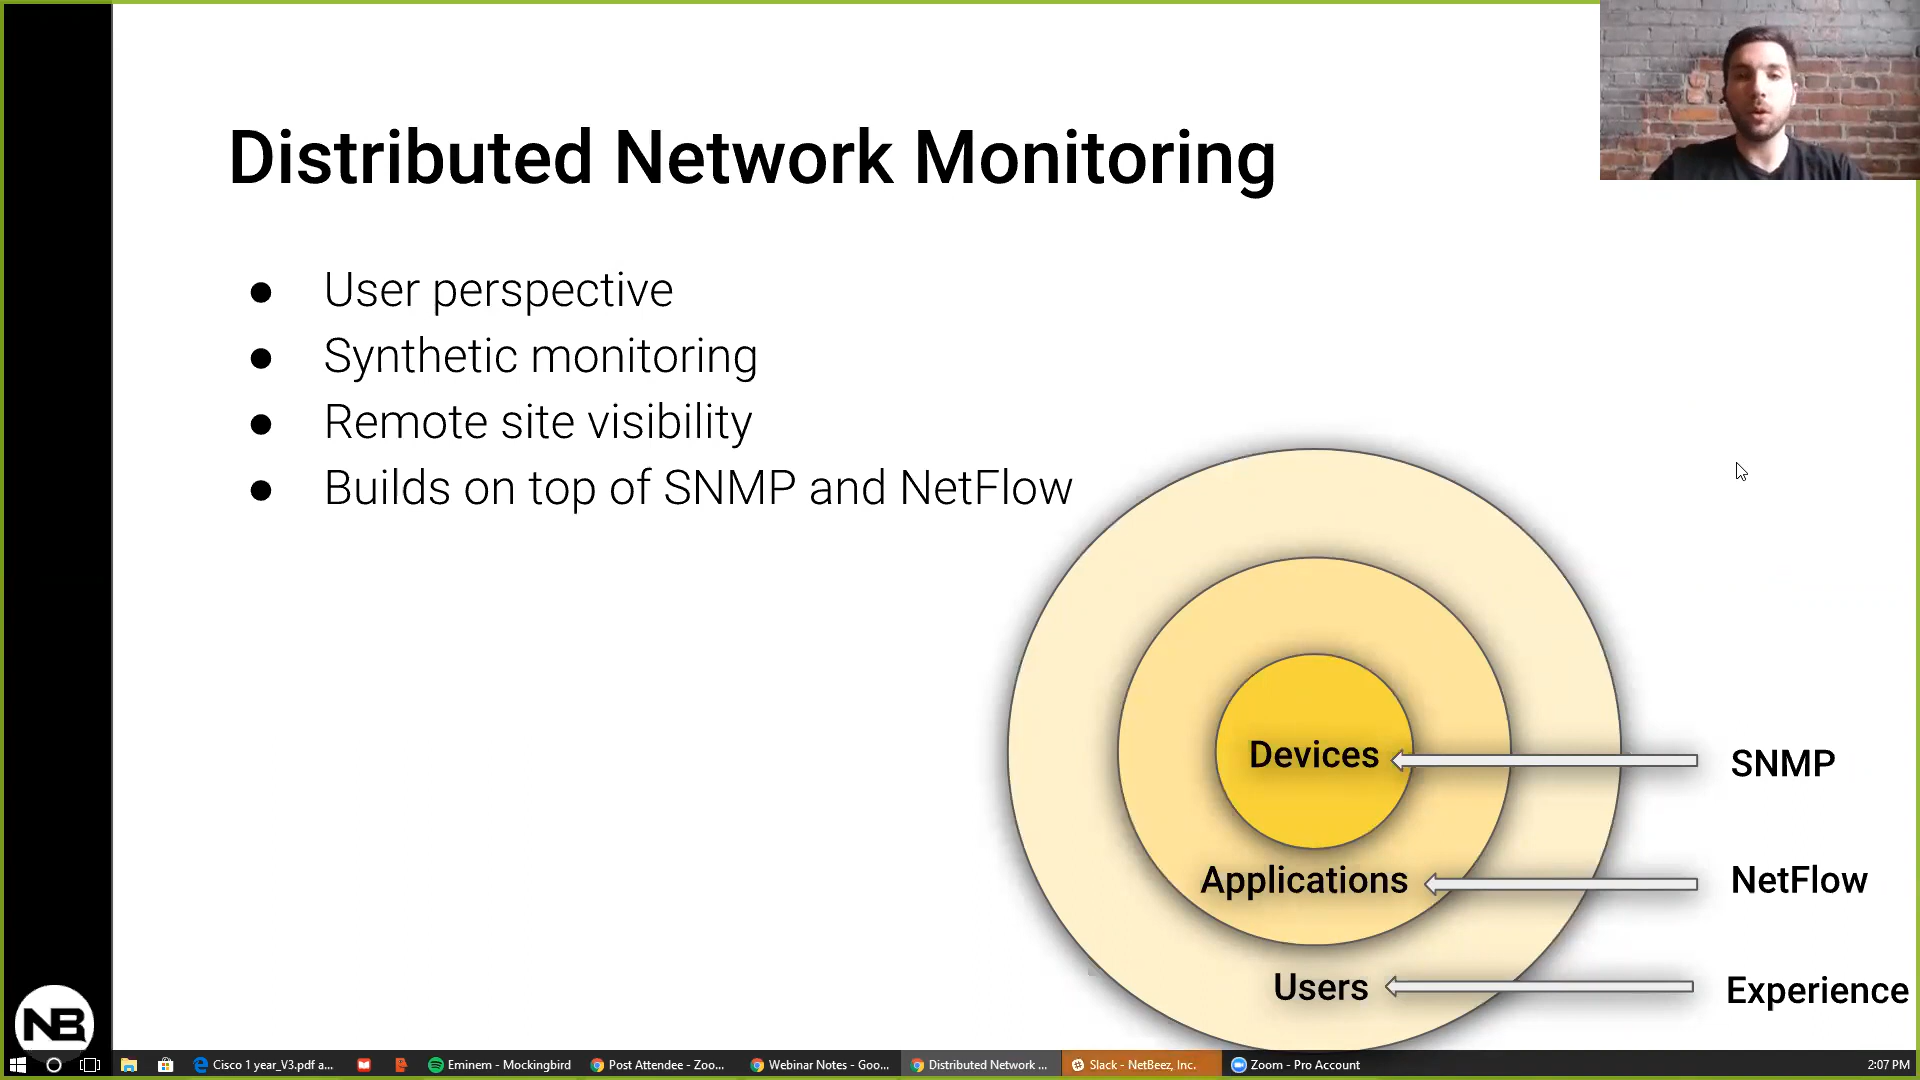 Distributed Network Monitoring
● User perspective
● Synthetic monitoring
● Remote site visibility
● Builds on top of SNMP and NetFlow
Devices
SNMP
Applications
NetFlow
Users
Experience
NB
Cisco 1 year_V3.pdf a...
Eminem - Mockingbird
Post Attendee - Zoo...
Webinar Notes - Goo...
Distributed Network ...
Slack - NetBeez, Inc.
Zoom - Pro Account
2:07 PM